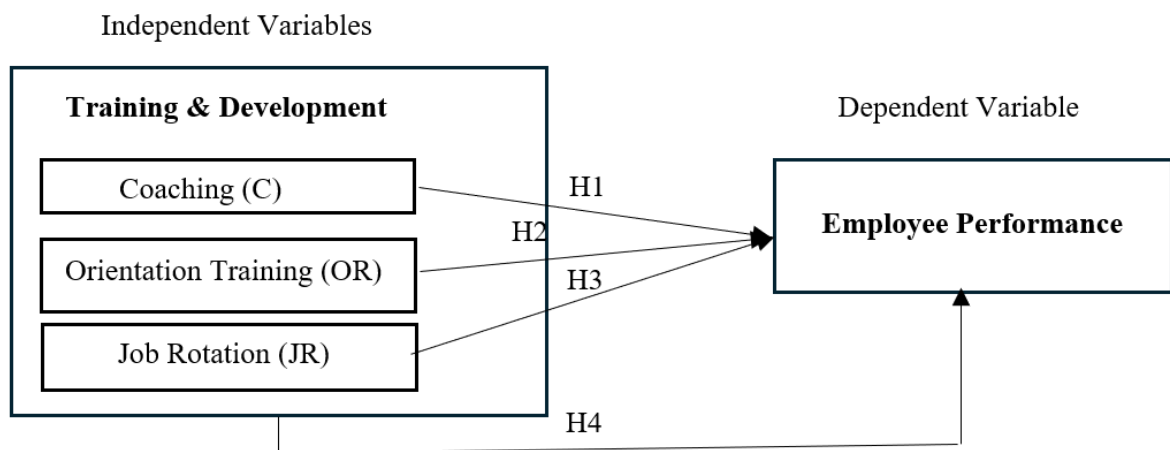 Independent Variables
Training & Development
Dependent Variable
Coaching (C)
H1
H2
Employee Performance
Orientation Training (OR)
H3
Job Rotation (JR)
H4